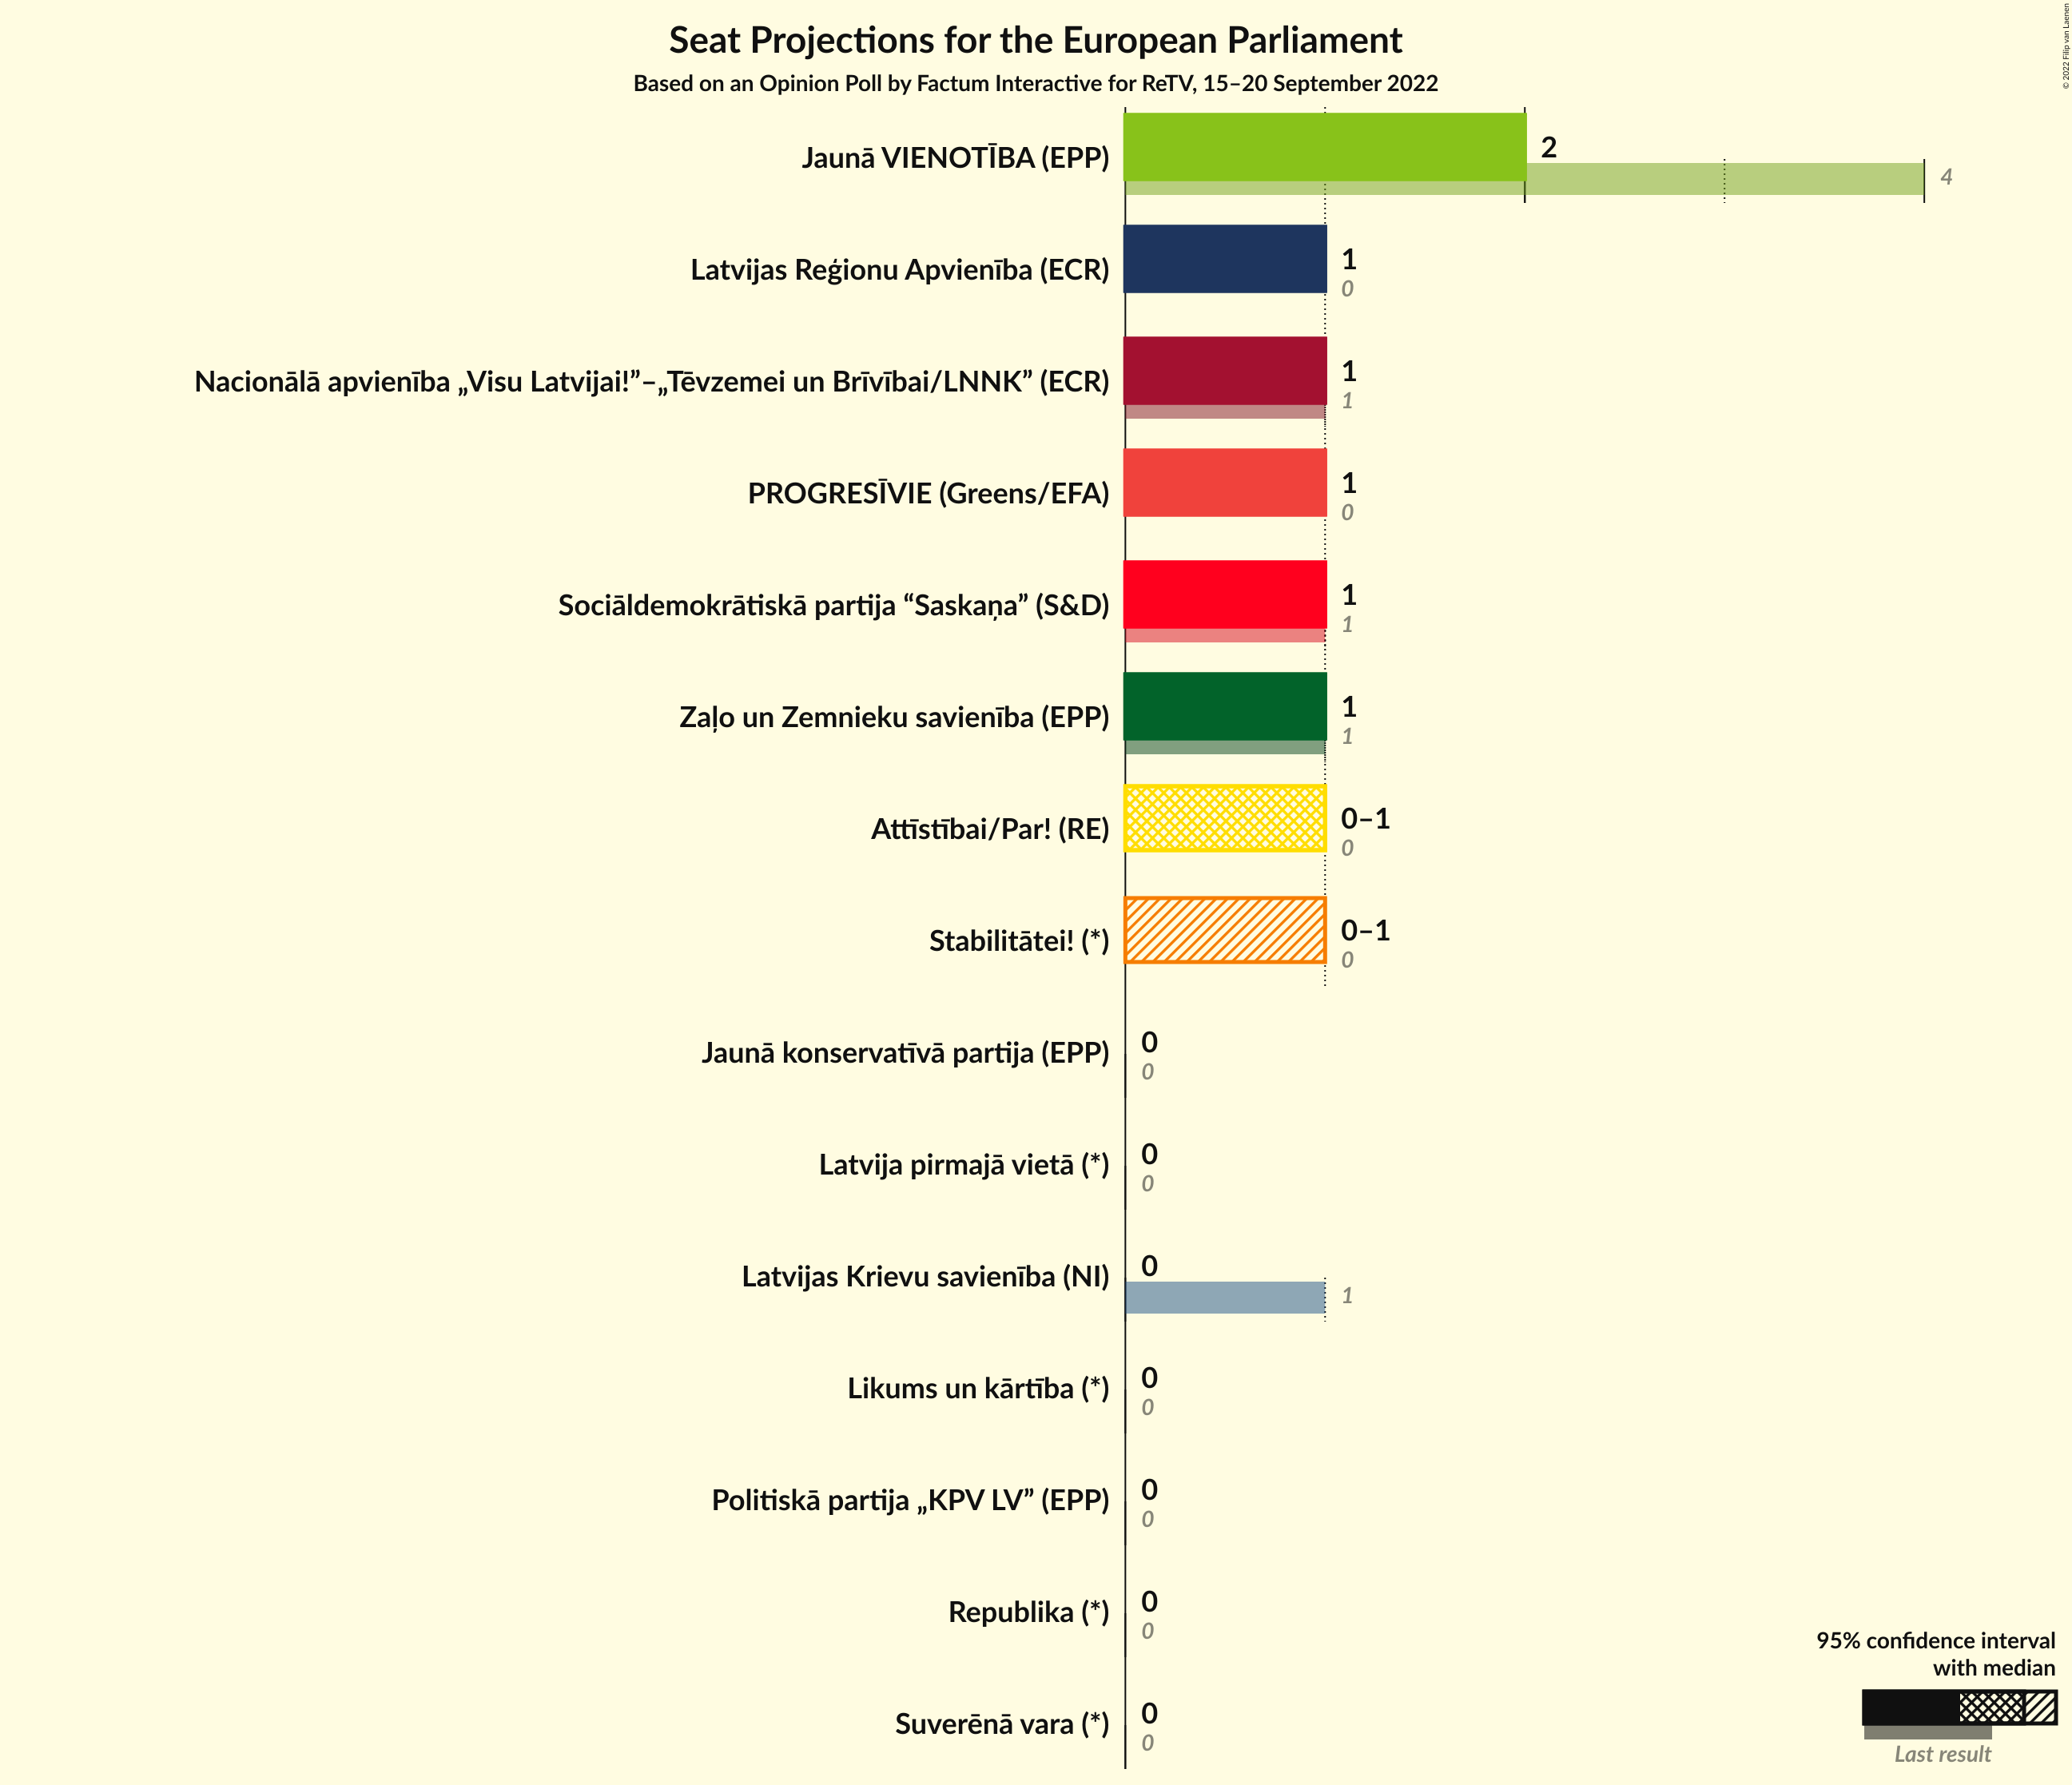 Seat Projections for the European Parliament
Based on an Opinion Poll by Factum Interactive for ReTV, 15–20 September 2022
© 2022 Filip van Laenen
Jaunā VIENOTĪBA (EPP)
2
4
Latvijas Reģionu Apvienība (ECR)
1
0
Nacionālā apvienība „Visu Latvijai!”–„Tēvzemei un Brīvībai/LNNK” (ECR)
1
1
PROGRESĪVIE (Greens/EFA)
1
0
Sociāldemokrātiskā partija “Saskaņa” (S&D)
1
1
Zaļo un Zemnieku savienība (EPP)
1
1
Attīstībai/Par! (RE)
0–1
0
Stabilitātei! (*)
0–1
0
Jaunā konservatīvā partija (EPP)
0
0
Latvija pirmajā vietā (*)
0
0
Latvijas Krievu savienība (NI)
0
1
Likums un kārtība (*)
0
0
Politiskā partija „KPV LV” (EPP)
0
0
Republika (*)
0
0
Suverēnā vara (*)
0
0
95% confidence interval
with median
Last result